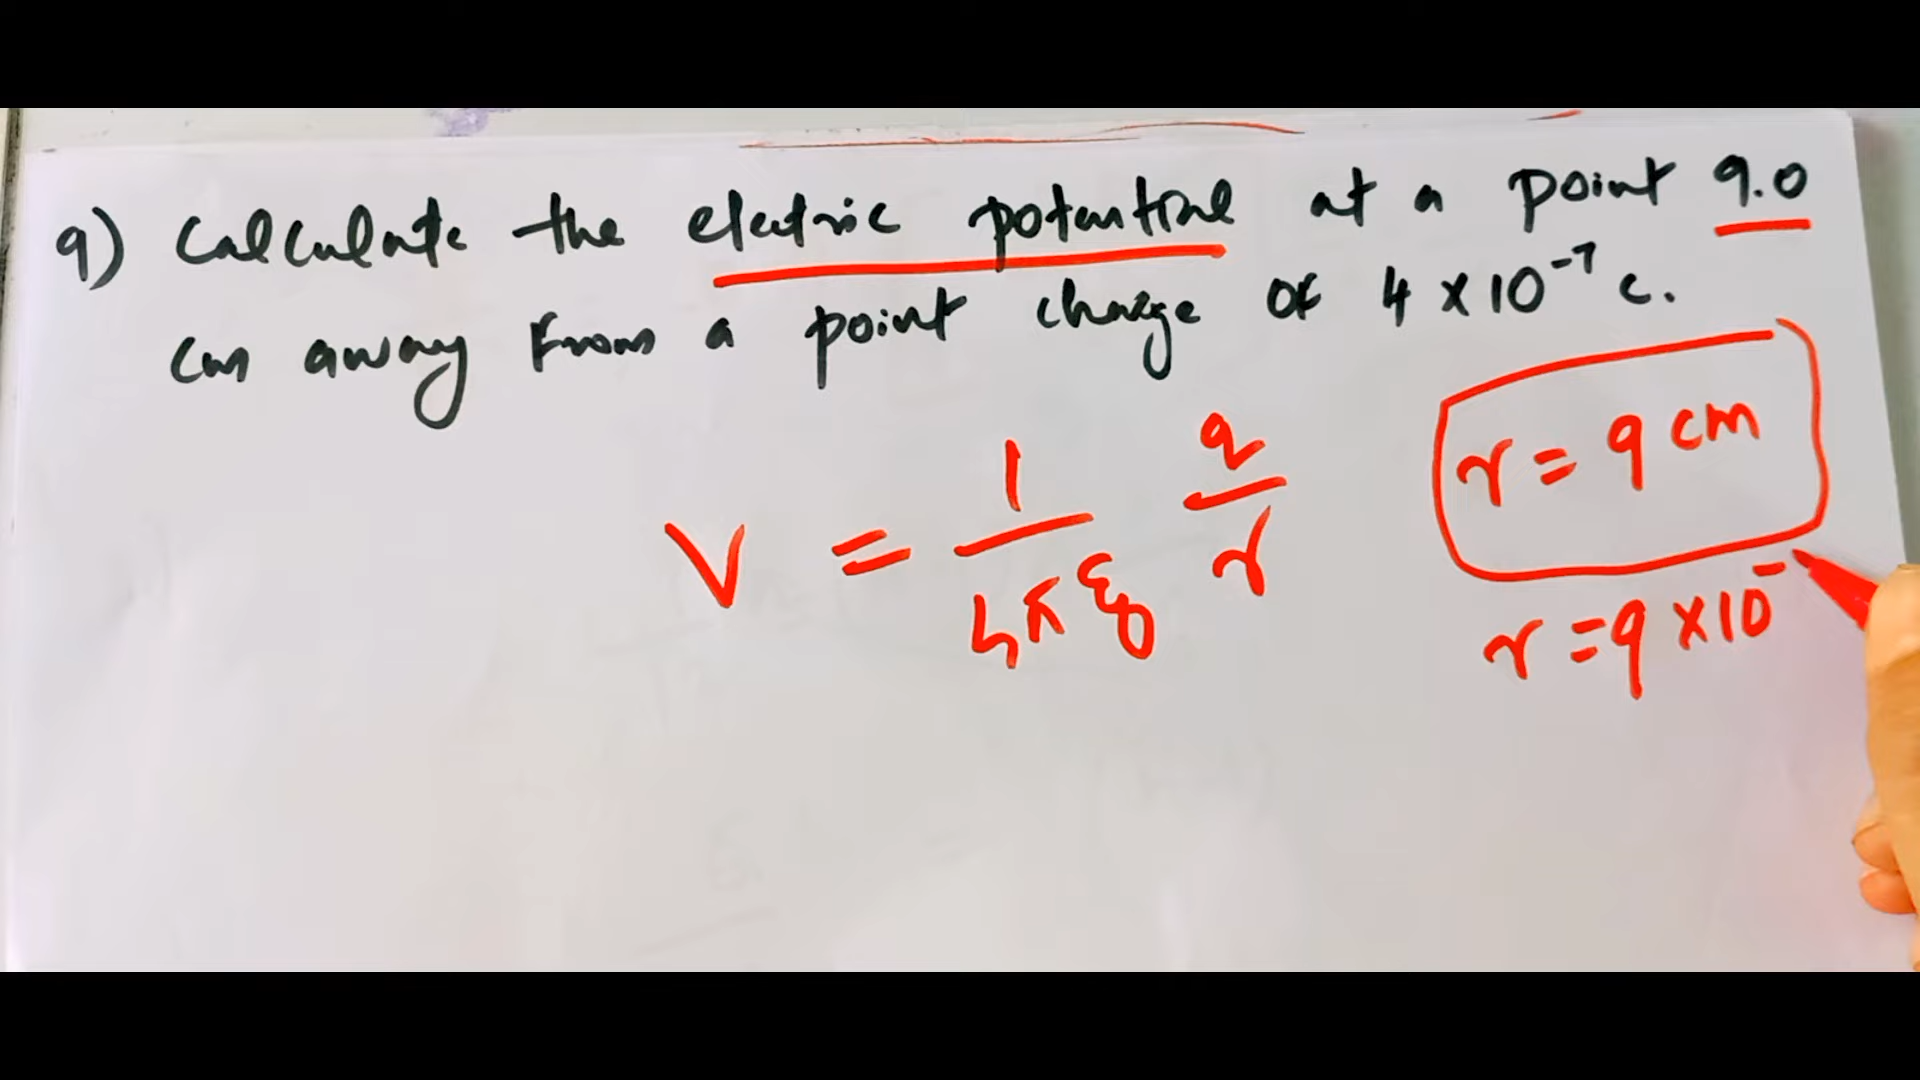 9) Calculate the electric potential at a point 9.0
cm away from a point charge of 4 × 10⁻⁷ c.
r = 9 cm
V = 1/4πε₀ q/r
r = 9 × 10⁻